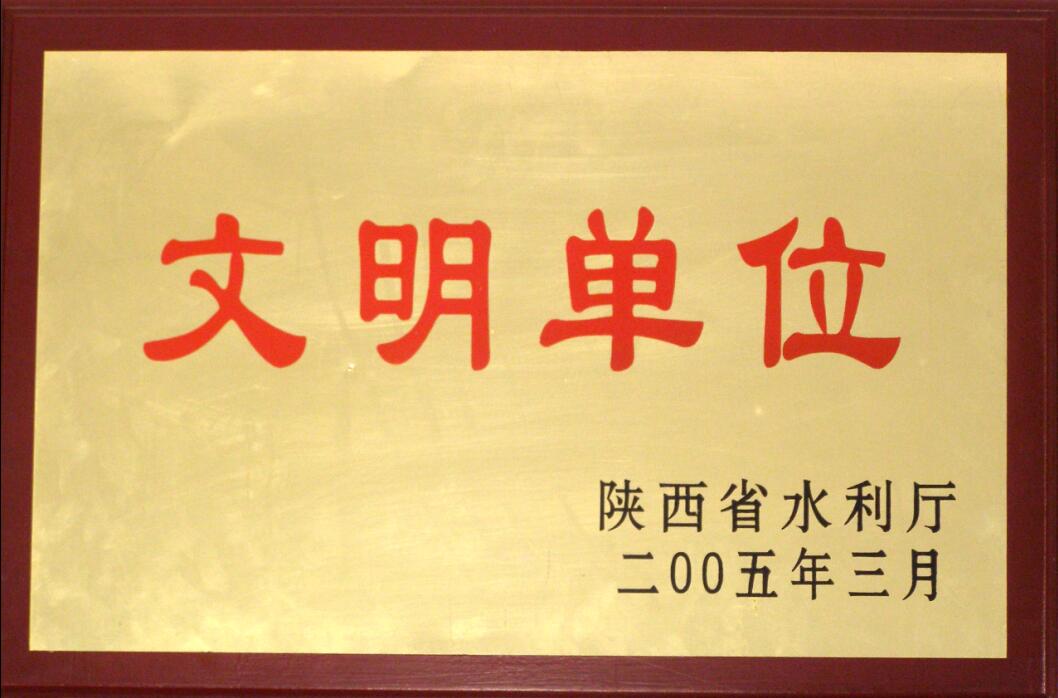 文明单位
陕西省水利厅
二00五年三月